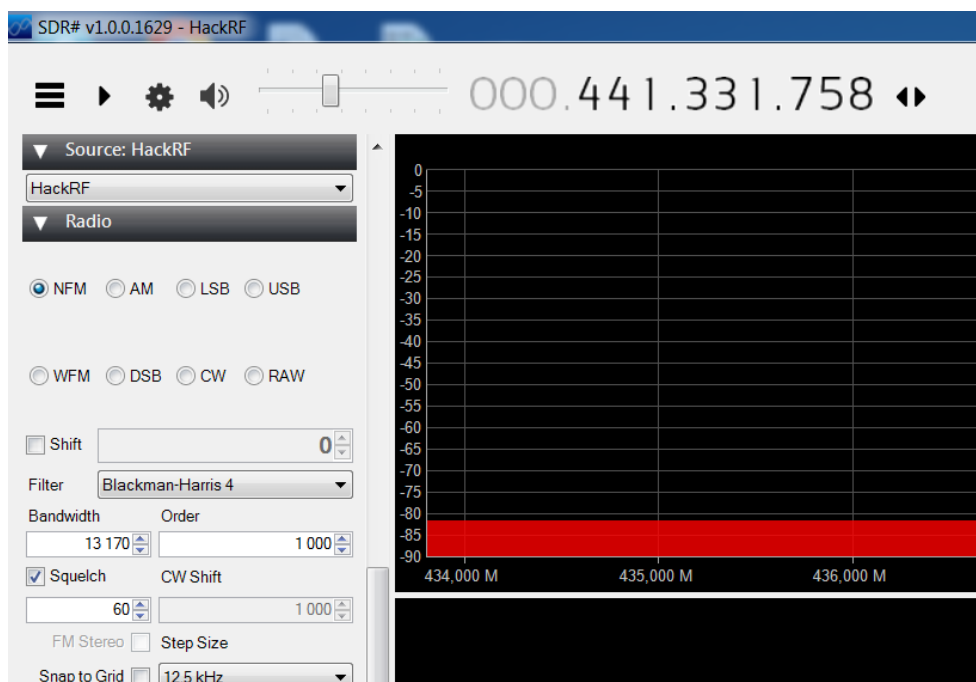 SDR# v1.0.0.1629 - HackRF
000.441.331.758
Source: HackRF
HackRF
Radio
NFM AM LSB USB
WFM DSB CW RAW
Shift 0
Filter Blackman-Harris 4
Bandwidth Order
13 170 1 000
Squelch CW Shift
60 1 000
FM Stereo Step Size
Snap to Grid 12.5 kHz
0
-5
-10
-15
-20
-25
-30
-35
-40
-45
-50
-55
-60
-65
-70
-75
-80
-85
-90
434,000 M 435,000 M 436,000 M